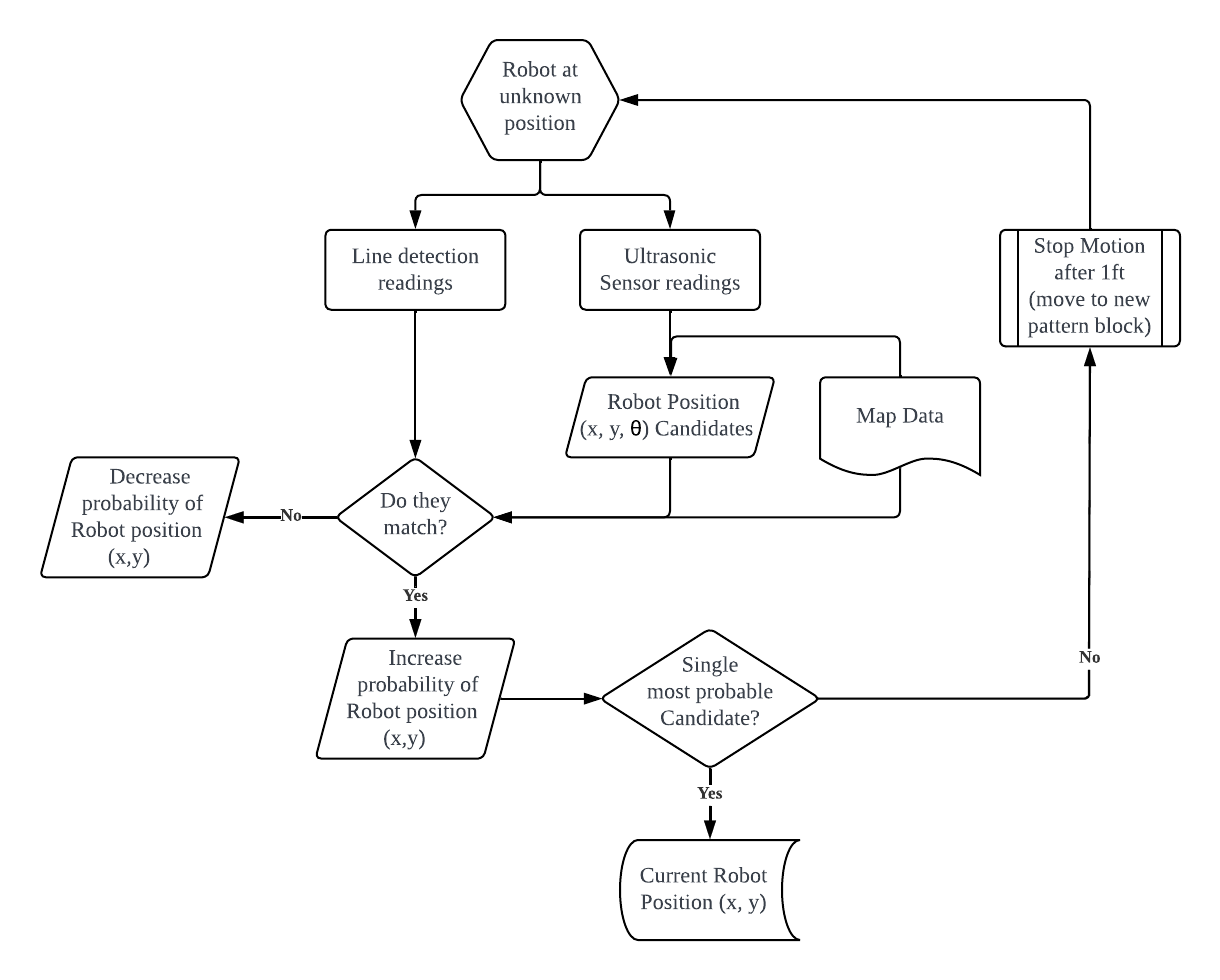 Robot at
unknown
position
Line detection
readings
Ultrasonic
Sensor readings
Stop Motion
after 1ft
(move to new
pattern block)
Robot Position
(x, y, θ) Candidates
Map Data
Decrease
probability of
Robot position
(x,y)
No
Do they
match?
Yes
Increase
probability of
Robot position
(x,y)
Single
most probable
Candidate?
No
Yes
Current Robot
Position (x, y)